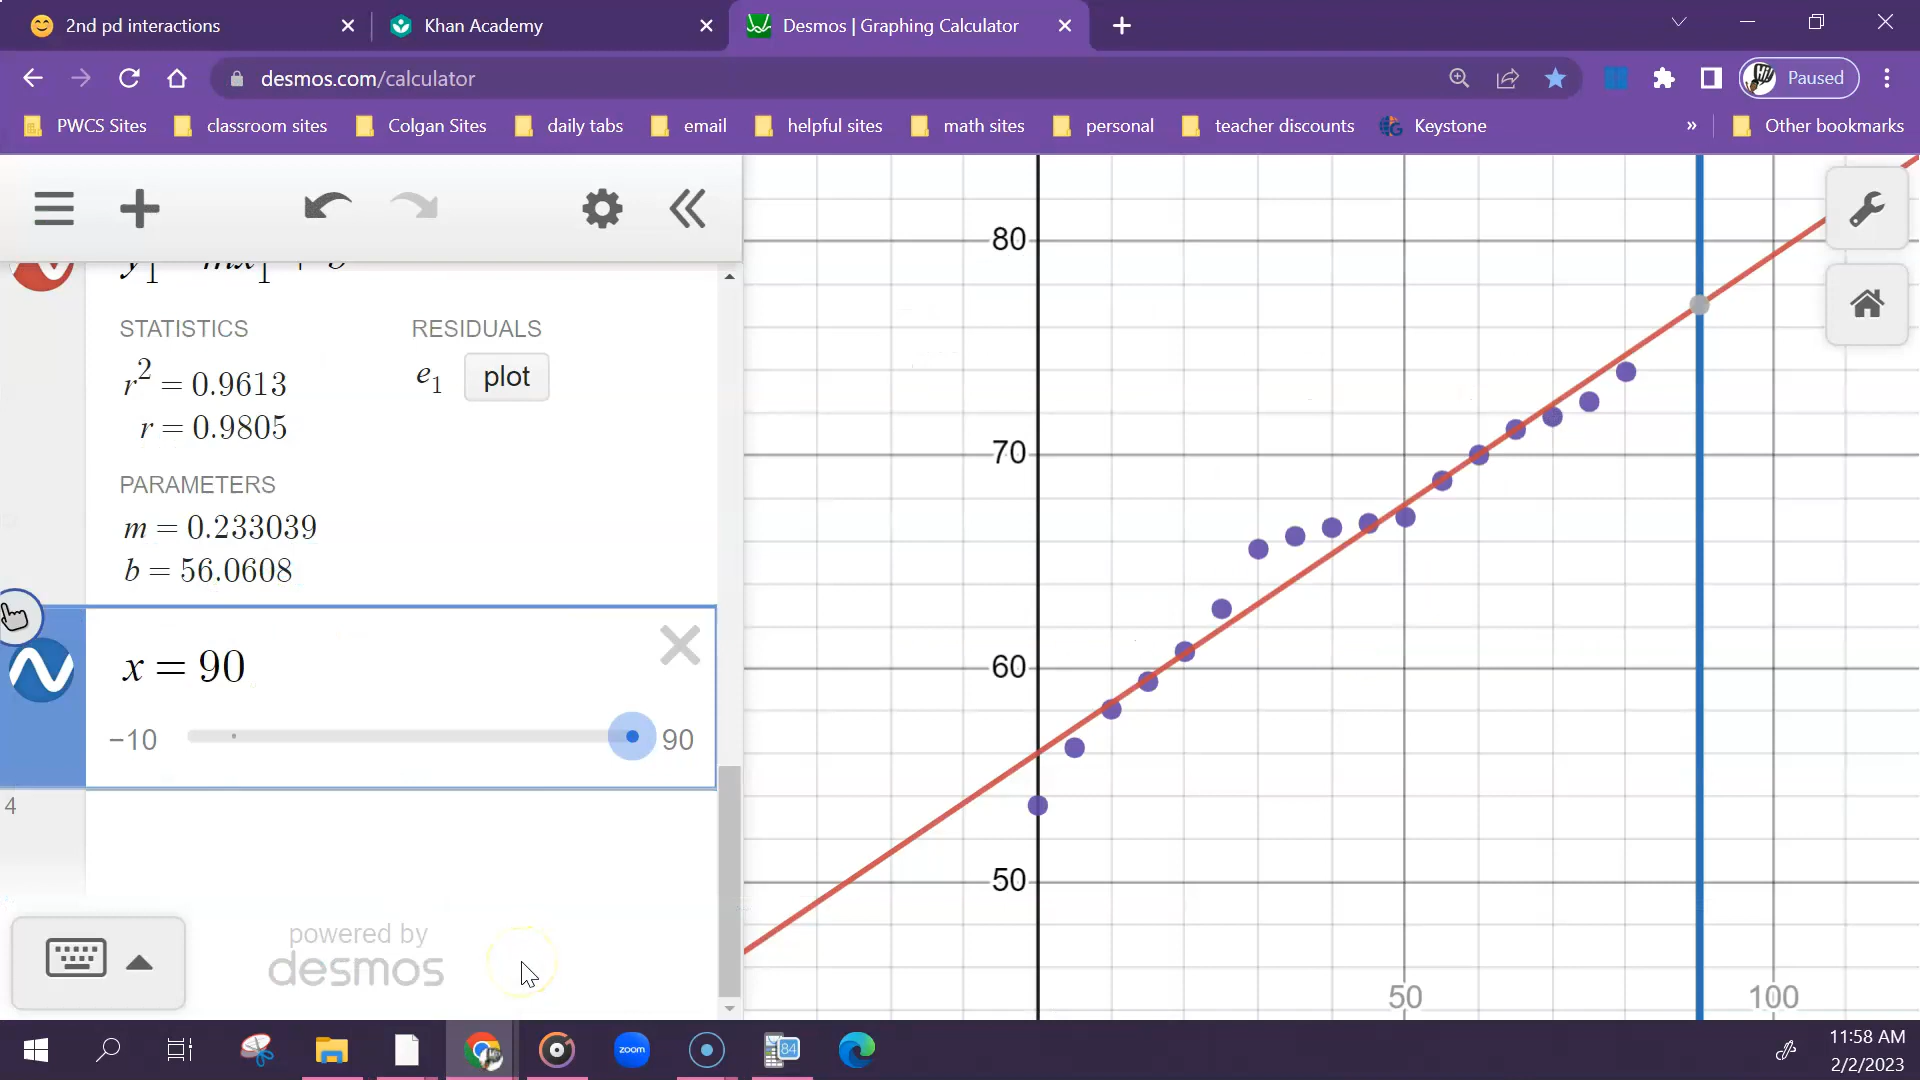 2nd pd interactions
Khan Academy
Desmos | Graphing Calculator
desmos.com/calculator
Paused
PWCS Sites
classroom sites
Colgan Sites
daily tabs
email
helpful sites
math sites
personal
teacher discounts
Keystone
»
Other bookmarks
STATISTICS
RESIDUALS
r² = 0.9613
e₁ plot
r = 0.9805
PARAMETERS
m = 0.233039
b = 56.0608
x = 90
−10
90
4
powered by
desmos
80
70
60
50
50
100
zoom
84
11:58 AM
2/2/2023